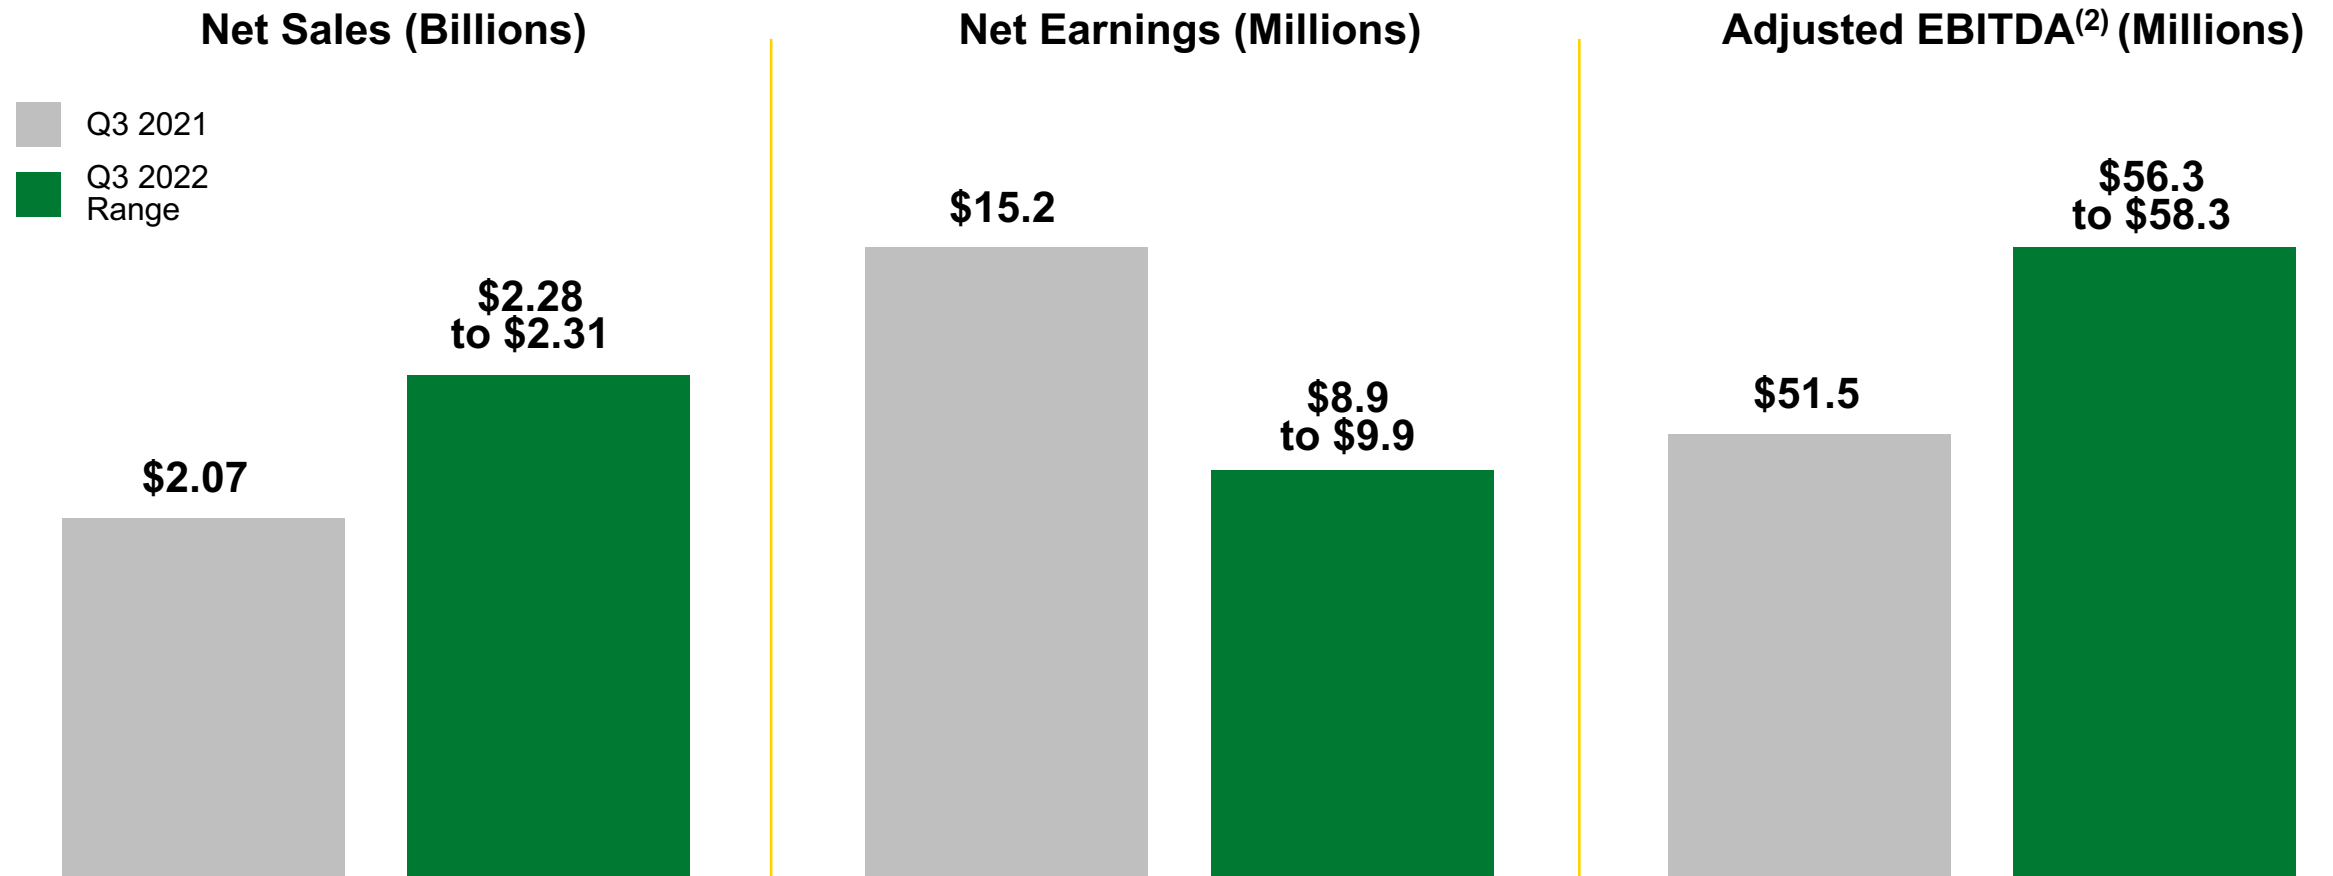 Net Sales (Billions)
Q3 2021
Q3 2022
Range
$2.07
$2.28
to $2.31
Net Earnings (Millions)
$15.2
$8.9
to $9.9
Adjusted EBITDA(2) (Millions)
$51.5
$56.3
to $58.3